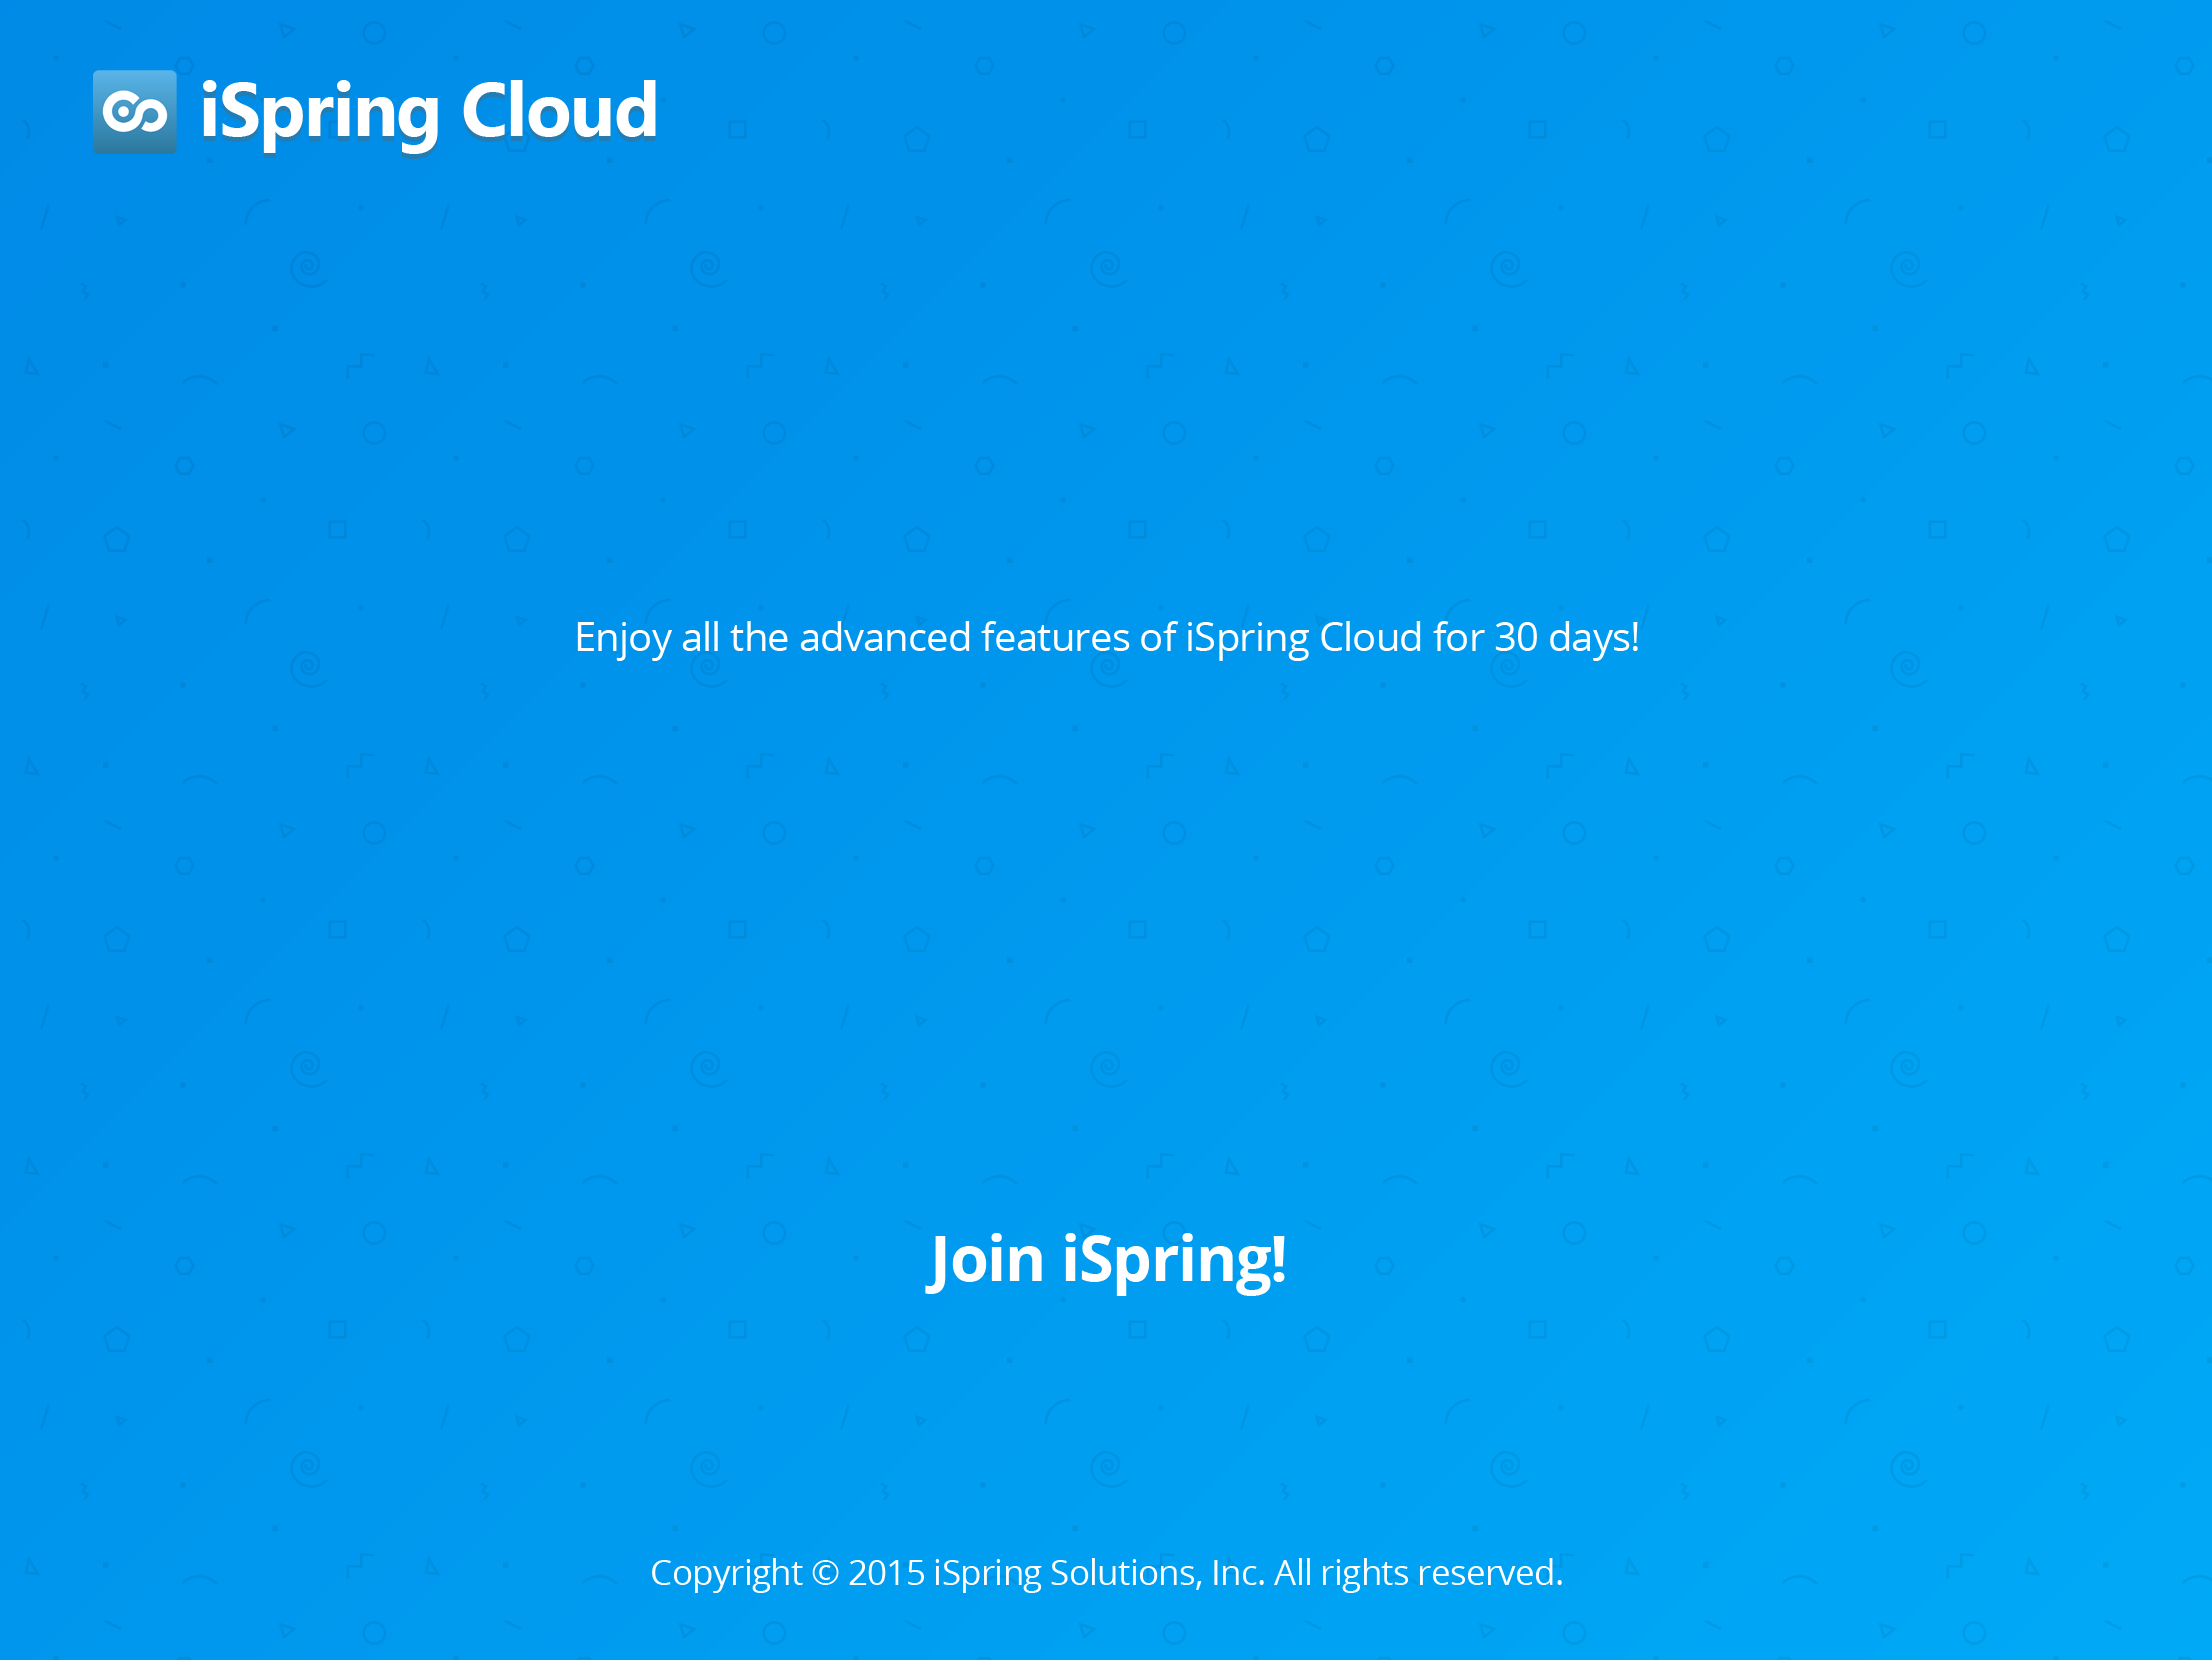 iSpring Cloud
Enjoy all the advanced features of iSpring Cloud for 30 days!
Join iSpring!
Copyright © 2015 iSpring Solutions, Inc. All rights reserved.